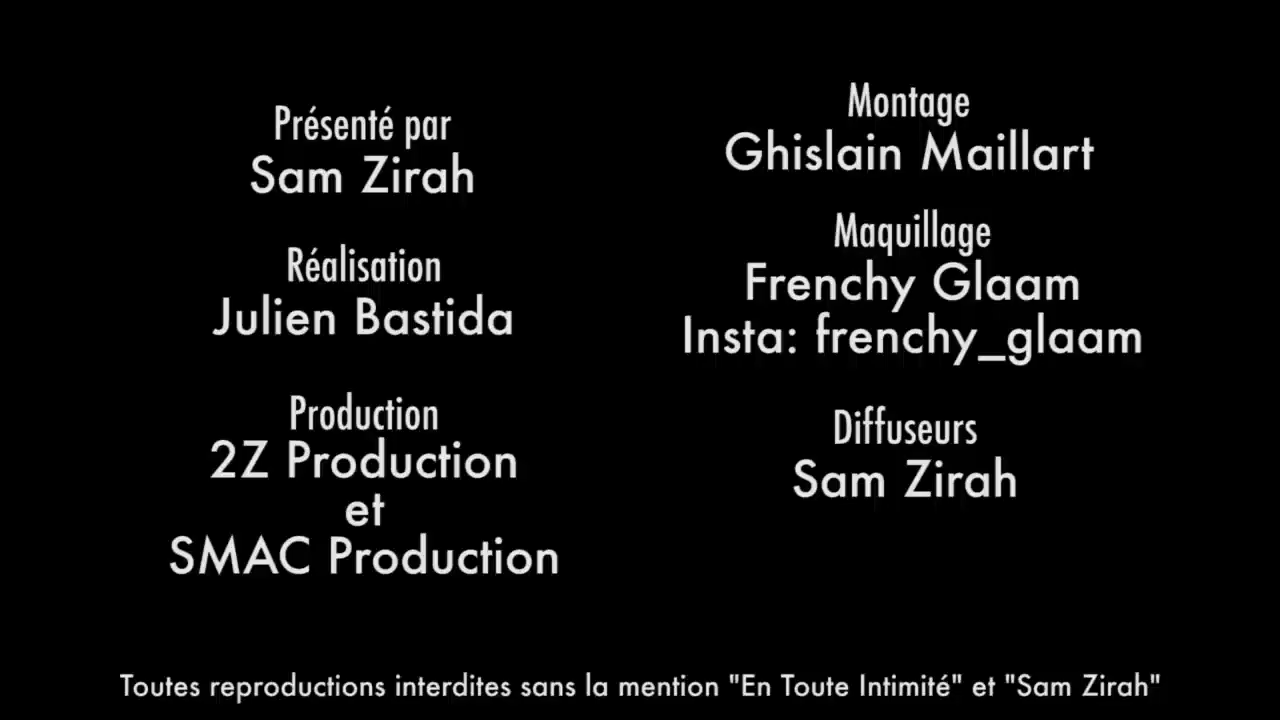 Présenté par
Sam Zirah
Réalisation
Julien Bastida
Production
2Z Production
et
SMAC Production
Montage
Ghislain Maillart
Maquillage
Frenchy Glaam
Insta: frenchy_glaam
Diffuseurs
Sam Zirah
Toutes reproductions interdites sans la mention "En Toute Intimité" et "Sam Zirah"